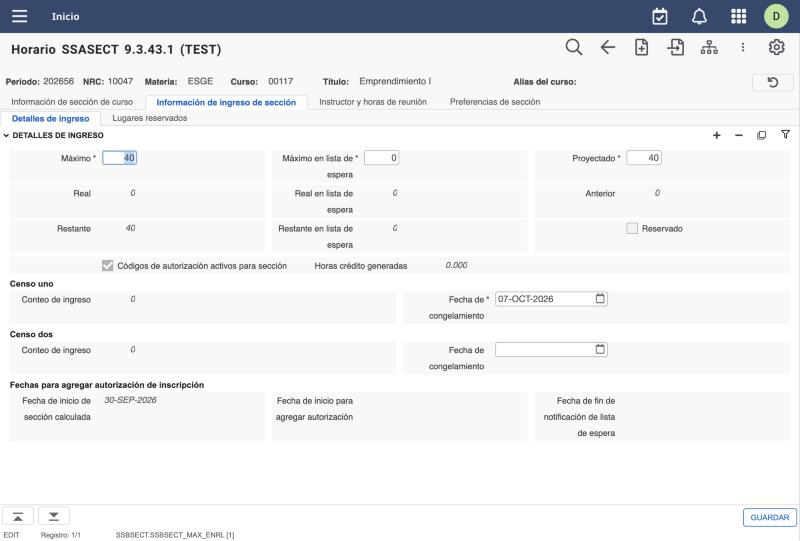 Inicio
D
Horario SSASECT 9.3.43.1 (TEST)
Periodo: 202656 NRC: 10047 Materia: ESGE Curso: 00117 Título: Emprendimiento I Alias del curso:
Información de sección de curso Información de ingreso de sección Instructor y horas de reunión Preferencias de sección
Detalles de ingreso Lugares reservados
DETALLES DE INGRESO
Máximo * 40 Máximo en lista de * 0 Proyectado * 40
espera
Real 0 Real en lista de 0 Anterior 0
espera
Restante 40 Restante en lista de 0 Reservado
espera
Códigos de autorización activos para sección Horas crédito generadas 0.000
Censo uno
Conteo de ingreso 0 Fecha de * 07-OCT-2026
congelamiento
Censo dos
Conteo de ingreso 0 Fecha de
congelamiento
Fechas para agregar autorización de inscripción
Fecha de inicio de 30-SEP-2026 Fecha de inicio para Fecha de fin de
sección calculada agregar autorización notificación de lista
de espera
GUARDAR
EDIT Registro: 1/1 SSBSECT.SSBSECT_MAX_ENRL [1]